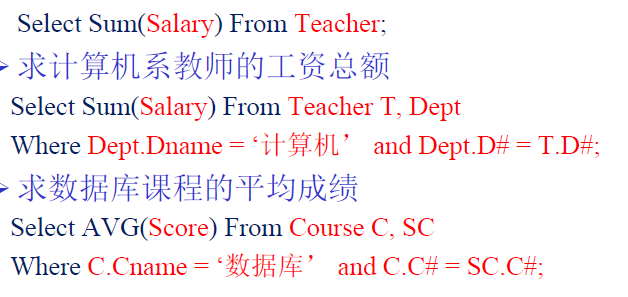 Select Sum(Salary) From Teacher;
➢ 求计算机系教师的工资总额
Select Sum(Salary) From Teacher T, Dept
Where Dept.Dname = ‘计算机’ and Dept.D# = T.D#;
➢ 求数据库课程的平均成绩
Select AVG(Score) From Course C, SC
Where C.Cname = ‘数据库’ and C.C# = SC.C#;